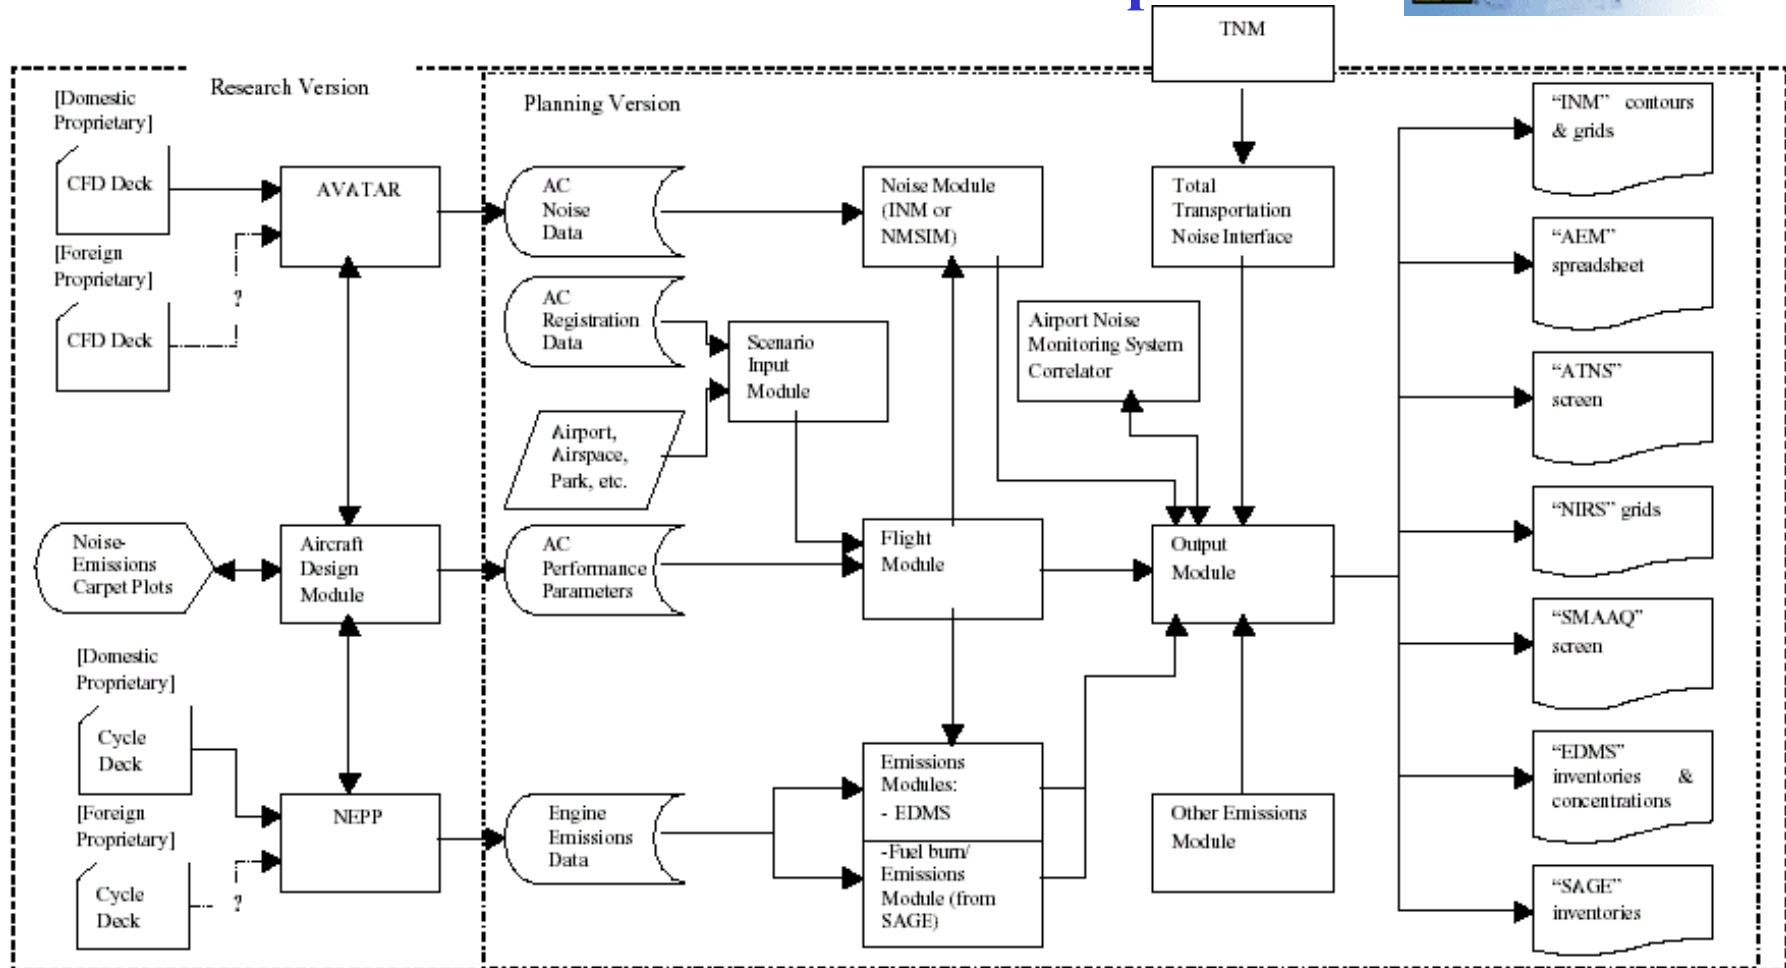 TNM
Research Version
Planning Version
[Domestic
Proprietary]
CFD Deck
[Foreign
Proprietary]
?
CFD Deck
AVATAR
Noise-
Emissions
Carpet Plots
Aircraft
Design
Module
[Domestic
Proprietary]
Cycle
Deck
[Foreign
Proprietary]
Cycle
Deck
?
NEPP
AC
Noise
Data
AC
Registration
Data
Airport,
Airspace,
Park, etc.
Scenario
Input
Module
AC
Performance
Parameters
Engine
Emissions
Data
Noise Module
(INM or
NMSIM)
Flight
Module
Emissions
Modules:
- EDMS
-Fuel burn/
Emissions
Module (from
SAGE)
Total
Transportation
Noise Interface
Airport Noise
Monitoring System
Correlator
Output
Module
Other Emissions
Module
“INM” contours
& grids
“AEM”
spreadsheet
“ATNS”
screen
“NIRS” grids
“SMAAQ”
screen
“EDMS”
inventories &
concentrations
“SAGE”
inventories